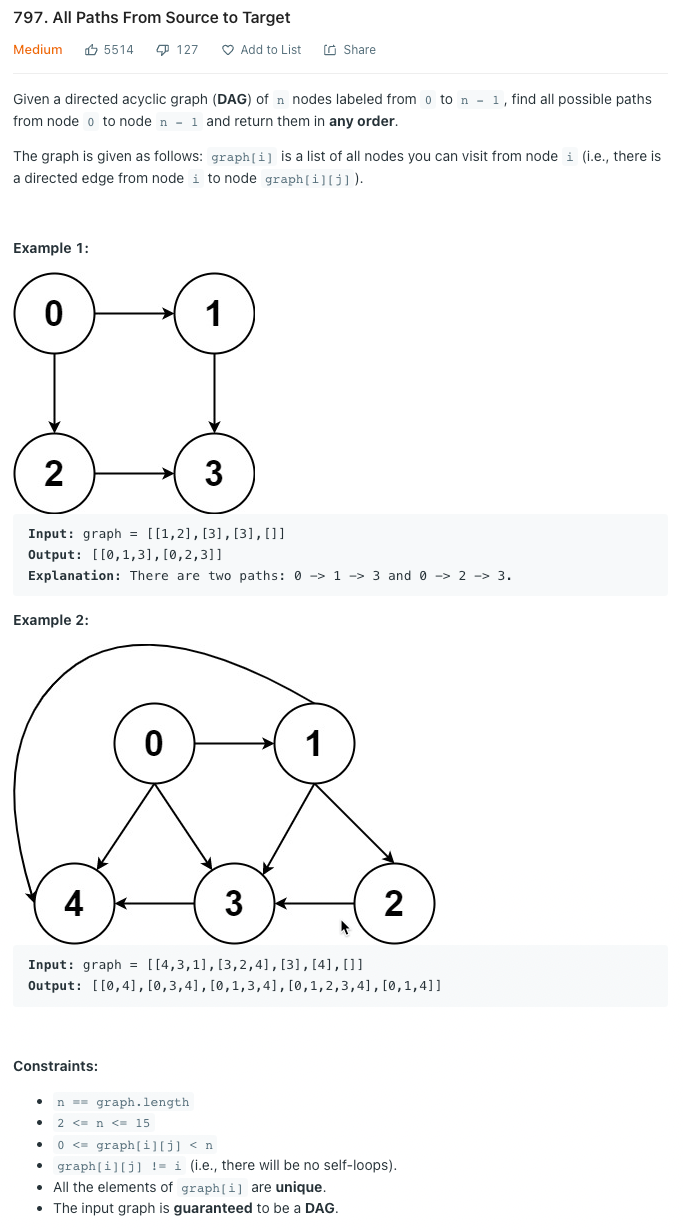 797. All Paths From Source to Target
Medium 5514 127 Add to List Share
Given a directed acyclic graph (DAG) of n nodes labeled from 0 to n - 1, find all possible paths
from node 0 to node n - 1 and return them in any order.
The graph is given as follows: graph[i] is a list of all nodes you can visit from node i (i.e., there is
a directed edge from node i to node graph[i][j]).
Example 1:
0 1
2 3
Input: graph = [[1,2],[3],[3],[]]
Output: [[0,1,3],[0,2,3]]
Explanation: There are two paths: 0 -> 1 -> 3 and 0 -> 2 -> 3.
Example 2:
0 1
4 3 2
Input: graph = [[4,3,1],[3,2,4],[3],[4],[]]
Output: [[0,4],[0,3,4],[0,1,3,4],[0,1,2,3,4],[0,1,4]]
Constraints:
• n == graph.length
• 2 <= n <= 15
• 0 <= graph[i][j] < n
• graph[i][j] != i (i.e., there will be no self-loops).
• All the elements of graph[i] are unique.
• The input graph is guaranteed to be a DAG.